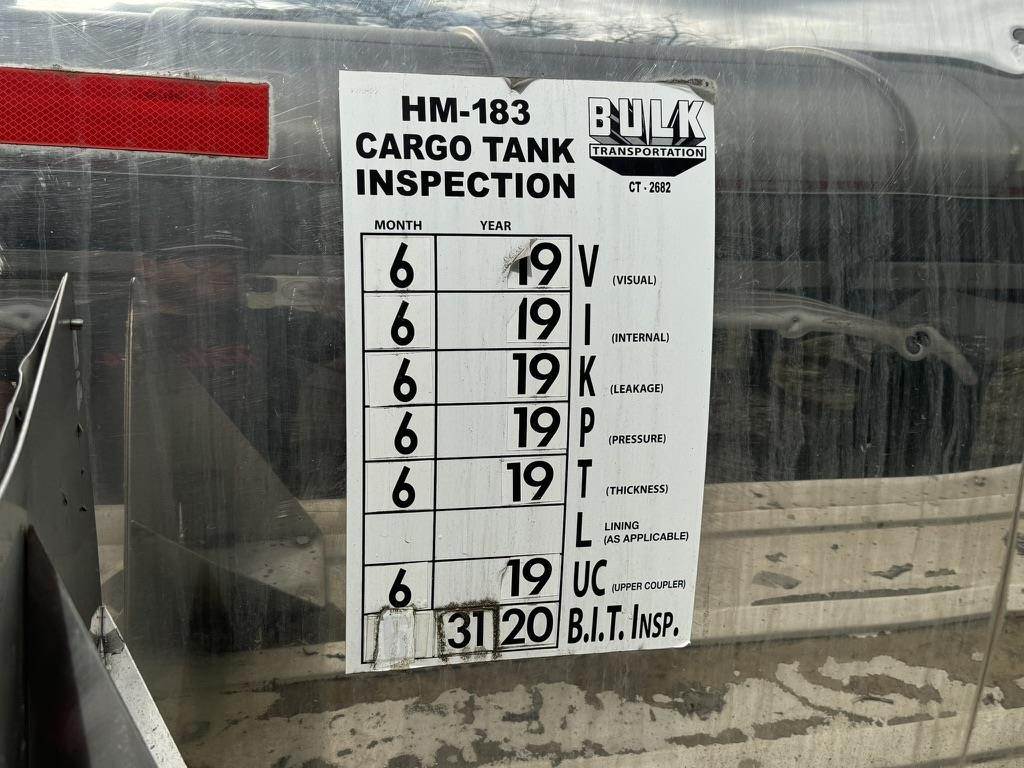 HM-183
CARGO TANK
INSPECTION
BULK
TRANSPORTATION
CT - 2682
MONTH YEAR
6 19 V (VISUAL)
6 19 I (INTERNAL)
6 19 K (LEAKAGE)
6 19 P (PRESSURE)
6 19 T (THICKNESS)
L LINING
(AS APPLICABLE)
6 19 UC (UPPER COUPLER)
31 20 B.I.T. INSP.